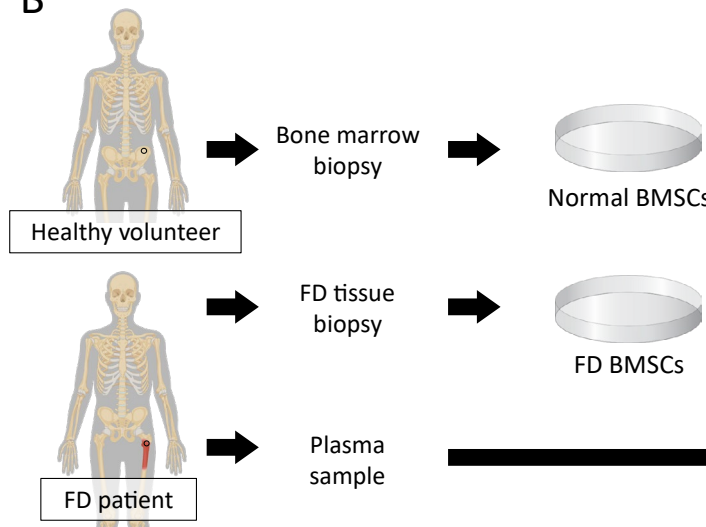 B
Bone marrow
biopsy
Normal BMSCs
Healthy volunteer
FD tissue
biopsy
FD BMSCs
Plasma
sample
FD patient